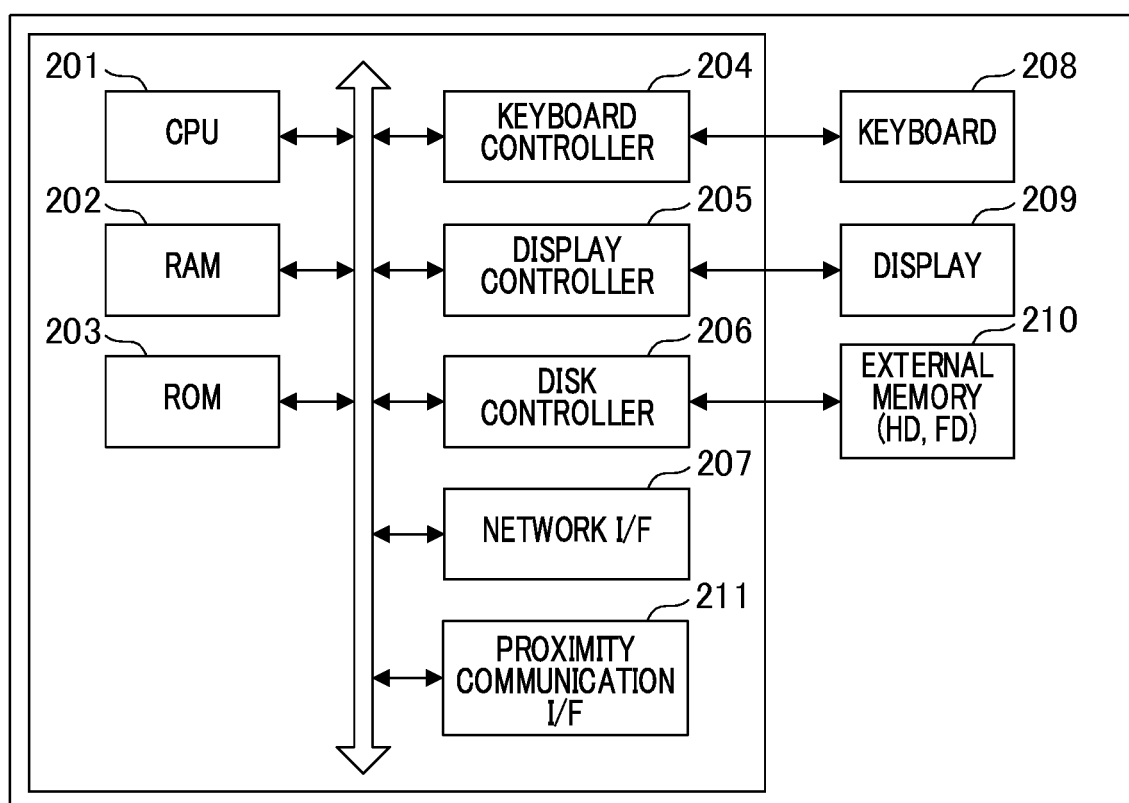 201
204
208
CPU
KEYBOARD
CONTROLLER
KEYBOARD
202
205
209
RAM
DISPLAY
CONTROLLER
DISPLAY
203
206
210
ROM
DISK
CONTROLLER
EXTERNAL
MEMORY
(HD, FD)
207
NETWORK I/F
211
PROXIMITY
COMMUNICATION
I/F